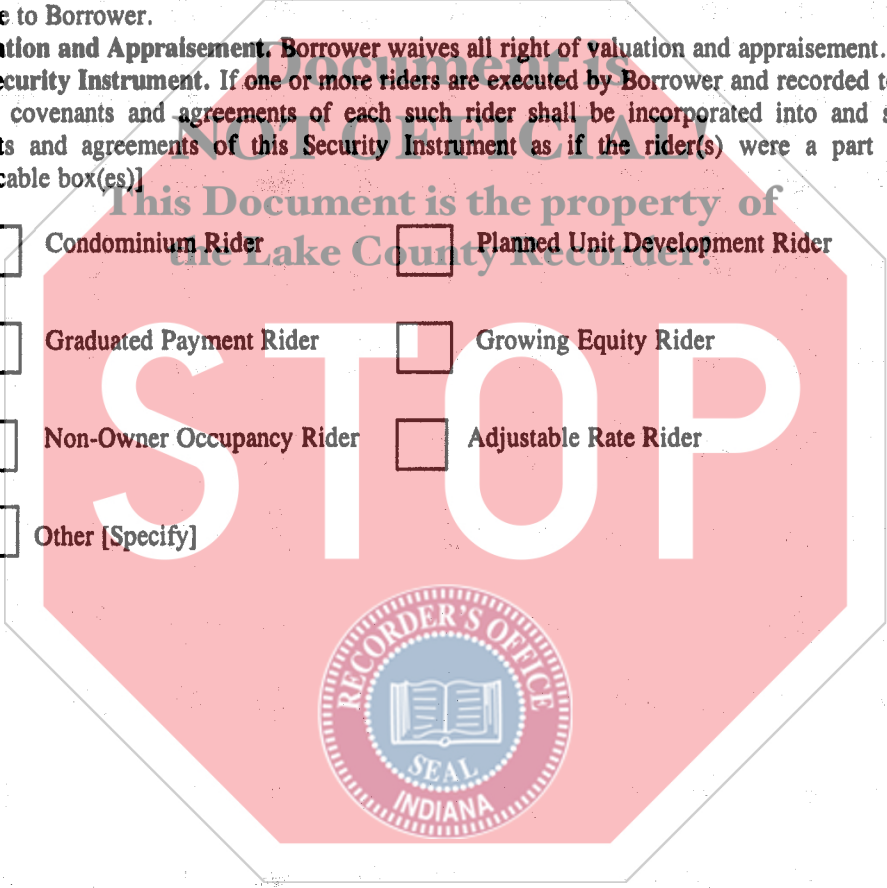 e to Borrower.
ation and Appraisement. Borrower waives all right of valuation and appraisement.
ecurity Instrument. If one or more riders are executed by Borrower and recorded t
covenants and agreements of each such rider shall be incorporated into and s
ts and agreements of this Security Instrument as if the rider(s) were a part
cable box(es)]
Document is
NOT OFFICIAL!
This Document is the property of
the Lake County Recorder!
Condominium Rider Planned Unit Development Rider
Graduated Payment Rider Growing Equity Rider
Non-Owner Occupancy Rider Adjustable Rate Rider
Other [Specify]
STOP
RECORDER'S OFFICE
SEAL
INDIANA